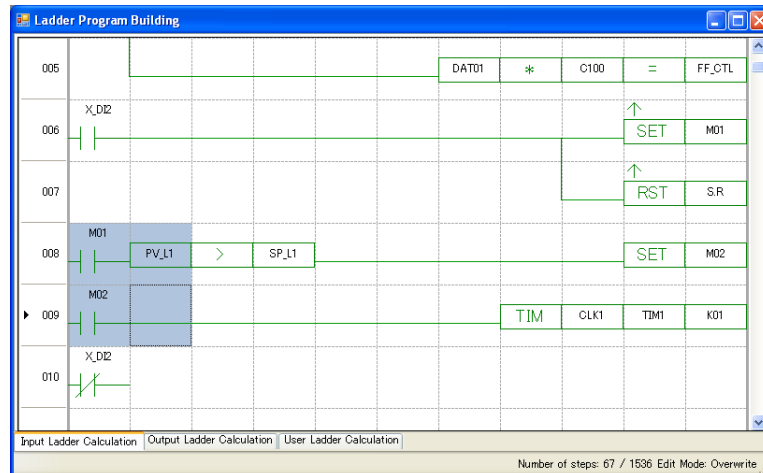 Ladder Program Building
005 DAT01 * C100 = FF_CTL
X_DI2
006 SET M01
007 RST S.R
M01
008 PV_L1 > SP_L1 SET M02
M02
009 TIM CLK1 TIM1 K01
X_DI2
010
Input Ladder Calculation Output Ladder Calculation User Ladder Calculation
Number of steps: 67 / 1536 Edit Mode: Overwrite